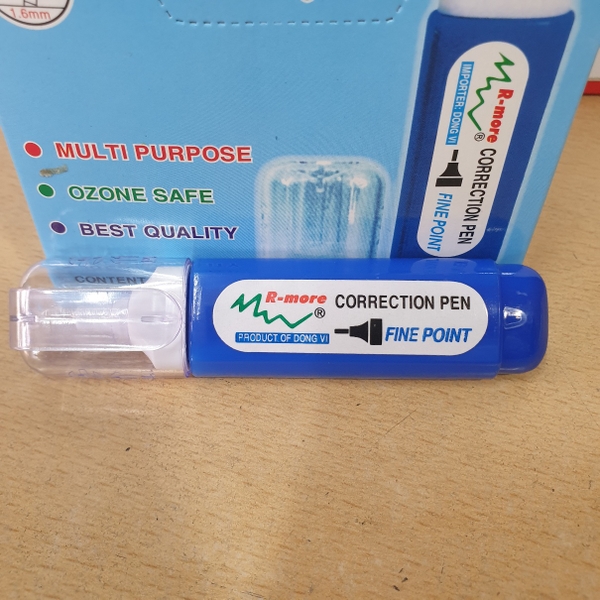 1.6mm
R-more
®
IMPORTER: DONG VI
CORRECTION PEN
FINE POINT
MULTI PURPOSE
OZONE SAFE
BEST QUALITY
CONTENT
R-more
®
CORRECTION PEN
PRODUCT OF DONG VI
FINE POINT